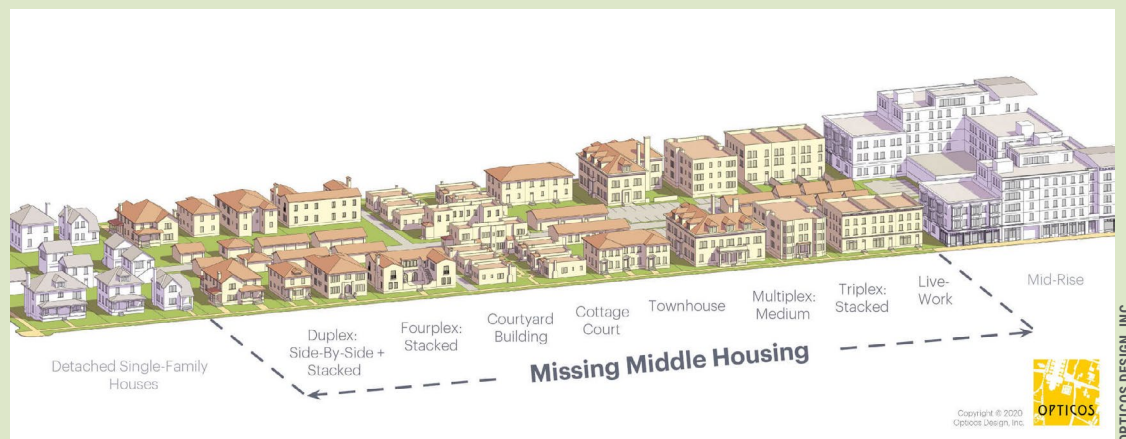 Detached Single-Family
Houses
Duplex:
Side-By-Side +
Stacked
Fourplex:
Stacked
Courtyard
Building
Cottage
Court
Townhouse
Multiplex:
Medium
Triplex:
Stacked
Live-
Work
Mid-Rise
Missing Middle Housing
Copyright © 2020
Opticos Design, Inc.
OPTICOS
OPTICOS DESIGN, INC.